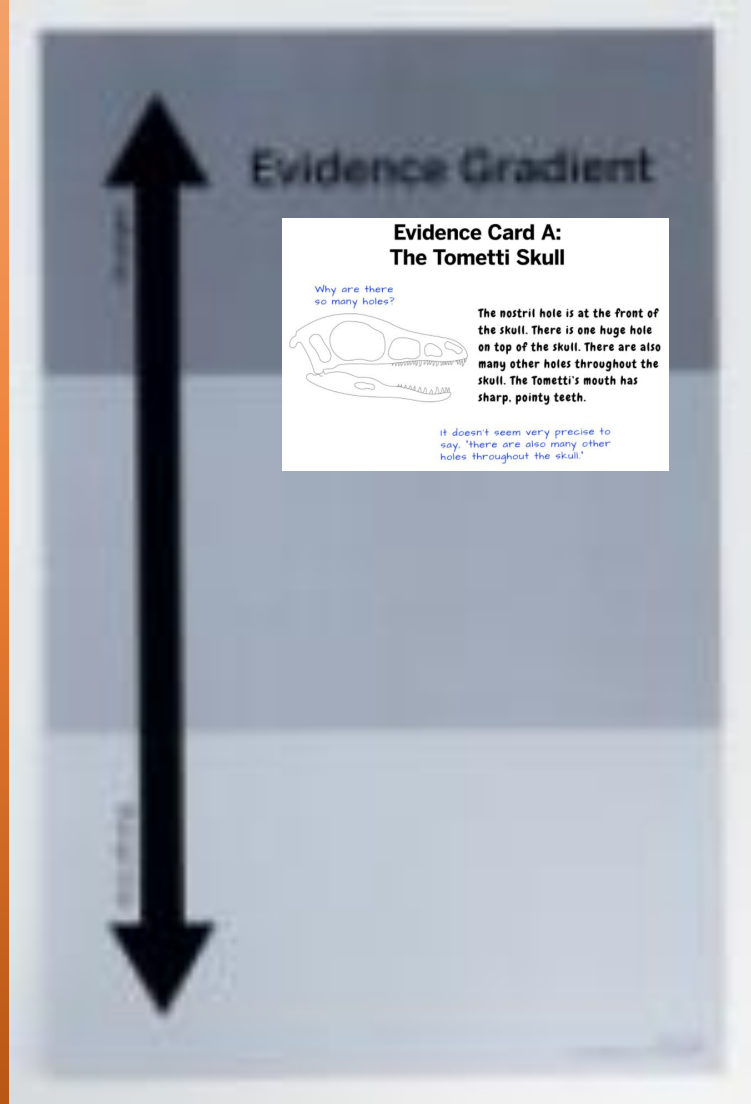 Evidence Gradient
Evidence Card A:
The Tometti Skull
Why are there
so many holes?
The nostril hole is at the front of
the skull. There is one huge hole
on top of the skull. There are also
many other holes throughout the
skull. The Tometti's mouth has
sharp, pointy teeth.
It doesn't seem very precise to
say, "there are also many other
holes throughout the skull."